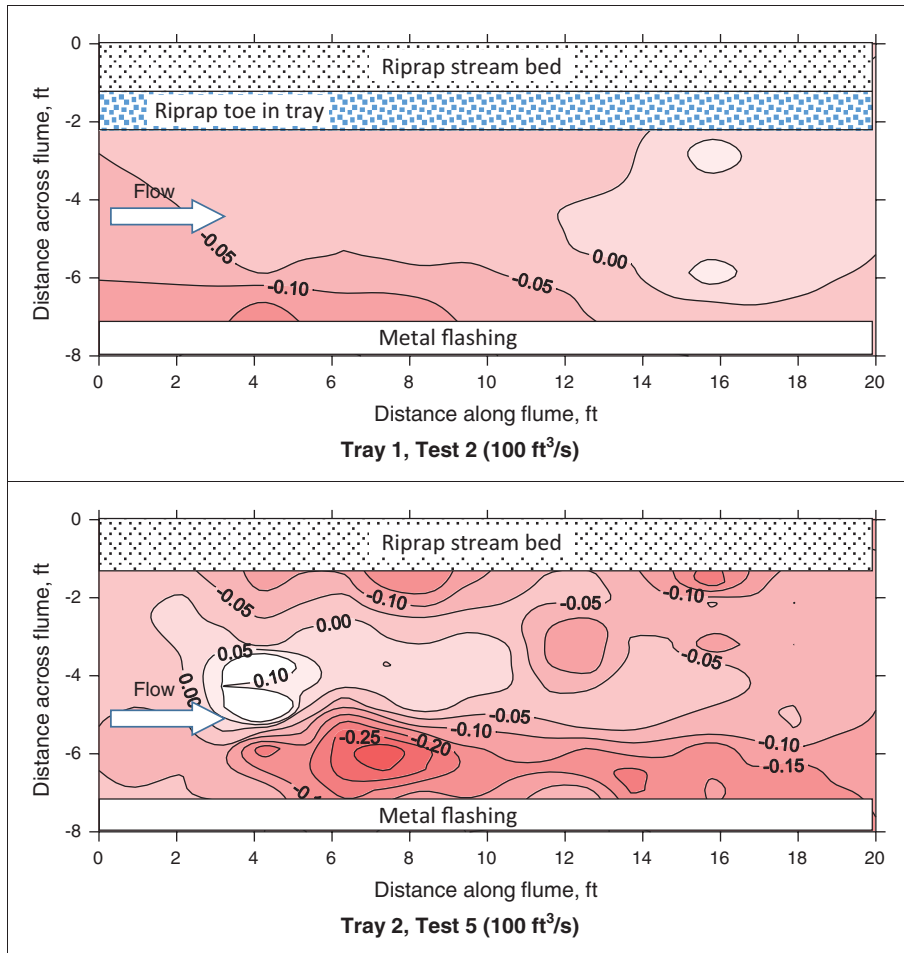 0
Riprap stream bed
Riprap toe in tray
-2
-4
-6
-8
Distance across flume, ft
Flow
-0.05
0.00
-0.10
-0.05
Metal flashing
0 2 4 6 8 10 12 14 16 18 20
Distance along flume, ft
Tray 1, Test 2 (100 ft³/s)
0
Riprap stream bed
-2
-4
-6
-8
Distance across flume, ft
-0.05
-0.10
-0.05
-0.10
0.00
0.05
-0.05
0.10
0.00
Flow
-0.05
-0.10
-0.10
-0.25
-0.20
-0.15
Metal flashing
0 2 4 6 8 10 12 14 16 18 20
Distance along flume, ft
Tray 2, Test 5 (100 ft³/s)